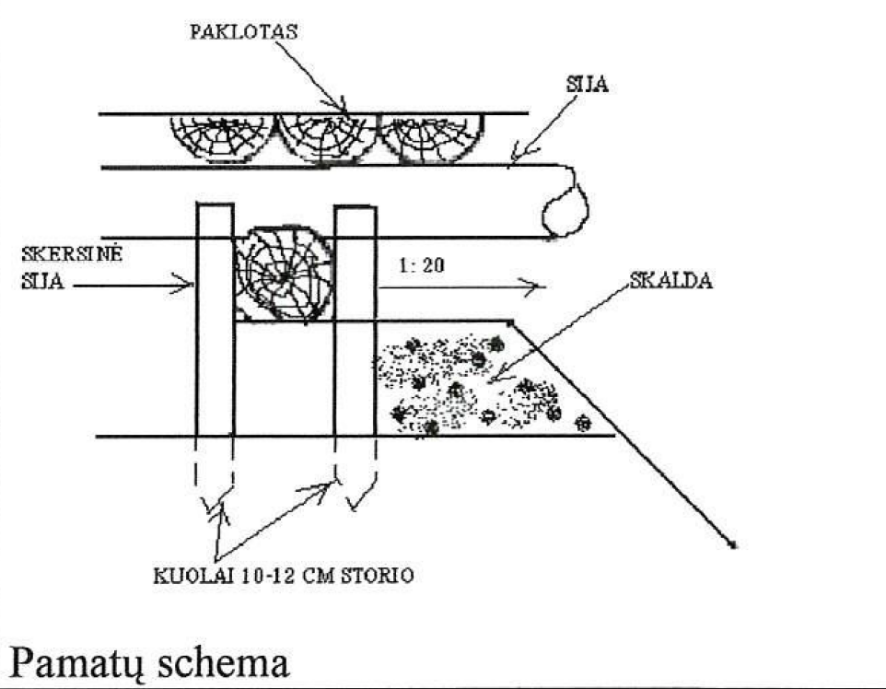 PAKLOTAS
SIJA
SKERSINĖ
SIJA
1: 20
SKALDA
KUOLAI 10-12 CM STORIO
Pamatų schema